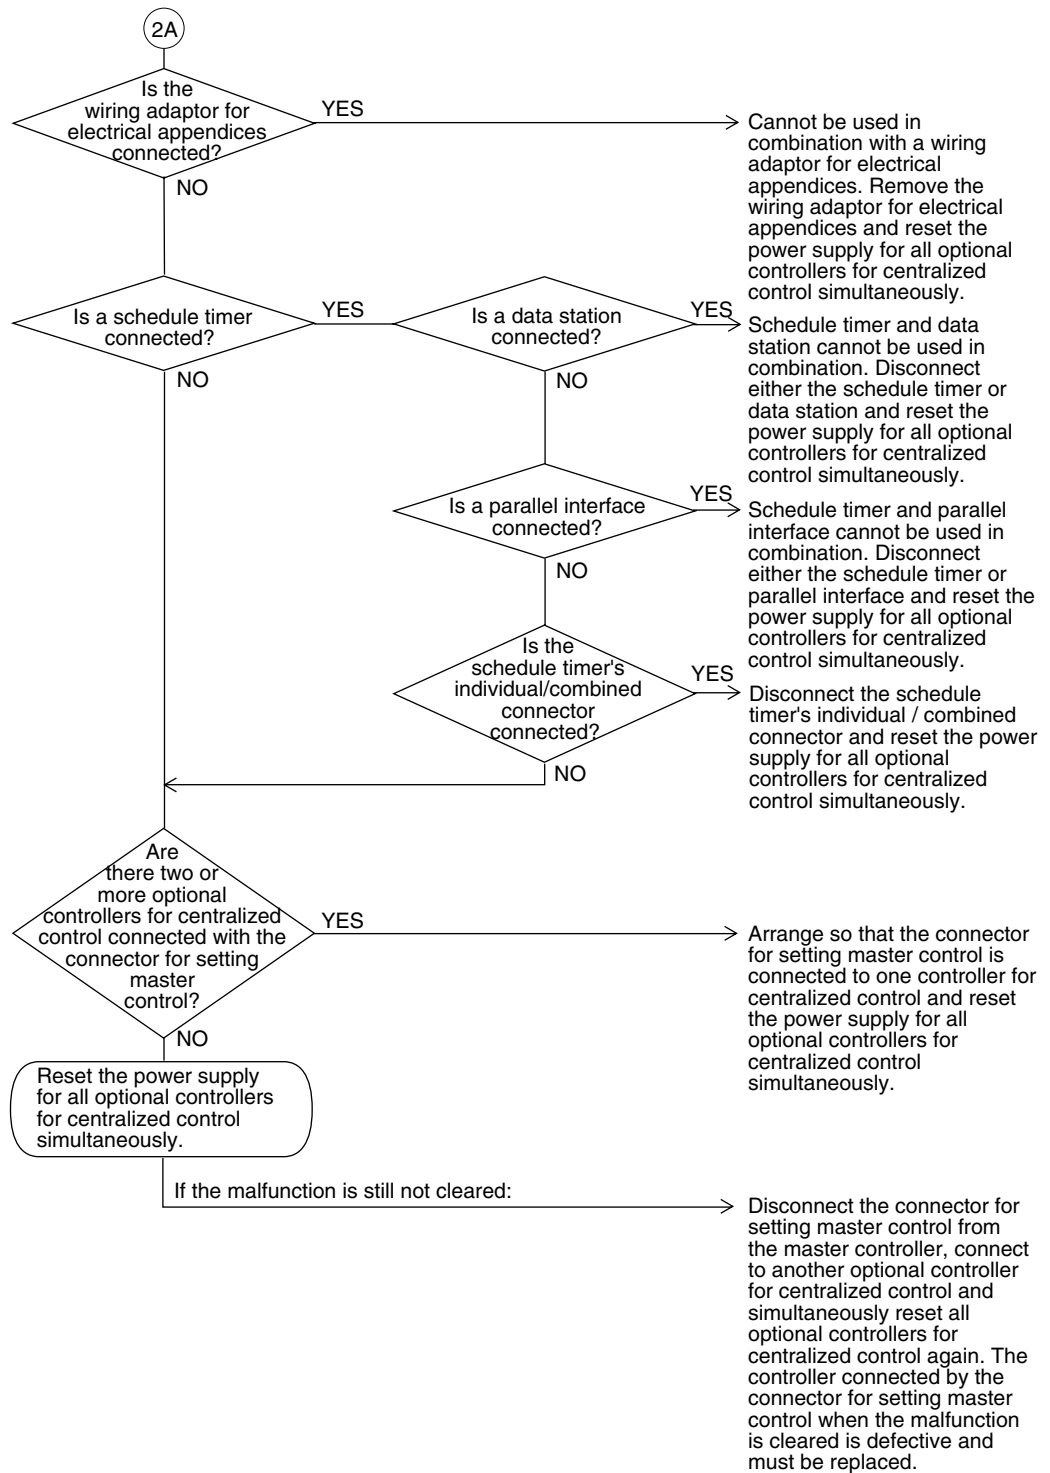 2A
Is the
wiring adaptor for
electrical appendices
connected?
YES
NO
Cannot be used in
combination with a wiring
adaptor for electrical
appendices. Remove the
wiring adaptor for electrical
appendices and reset the
power supply for all optional
controllers for centralized
control simultaneously.
Is a schedule timer
connected?
YES
NO
Is a data station
connected?
YES
NO
Schedule timer and data
station cannot be used in
combination. Disconnect
either the schedule timer or
data station and reset the
power supply for all optional
controllers for centralized
control simultaneously.
Is a parallel interface
connected?
YES
NO
Schedule timer and parallel
interface cannot be used in
combination. Disconnect
either the schedule timer or
parallel interface and reset the
power supply for all optional
controllers for centralized
control simultaneously.
Is the
schedule timer's
individual/combined
connector
connected?
YES
NO
Disconnect the schedule
timer's individual / combined
connector and reset the power
supply for all optional
controllers for centralized
control simultaneously.
Are
there two or
more optional
controllers for centralized
control connected with the
connector for setting
master
control?
YES
NO
Arrange so that the connector
for setting master control is
connected to one controller for
centralized control and reset
the power supply for all
optional controllers for
centralized control
simultaneously.
Reset the power supply
for all optional controllers
for centralized control
simultaneously.
If the malfunction is still not cleared:
Disconnect the connector for
setting master control from
the master controller, connect
to another optional controller
for centralized control and
simultaneously reset all
optional controllers for
centralized control again. The
controller connected by the
connector for setting master
control when the malfunction
is cleared is defective and
must be replaced.